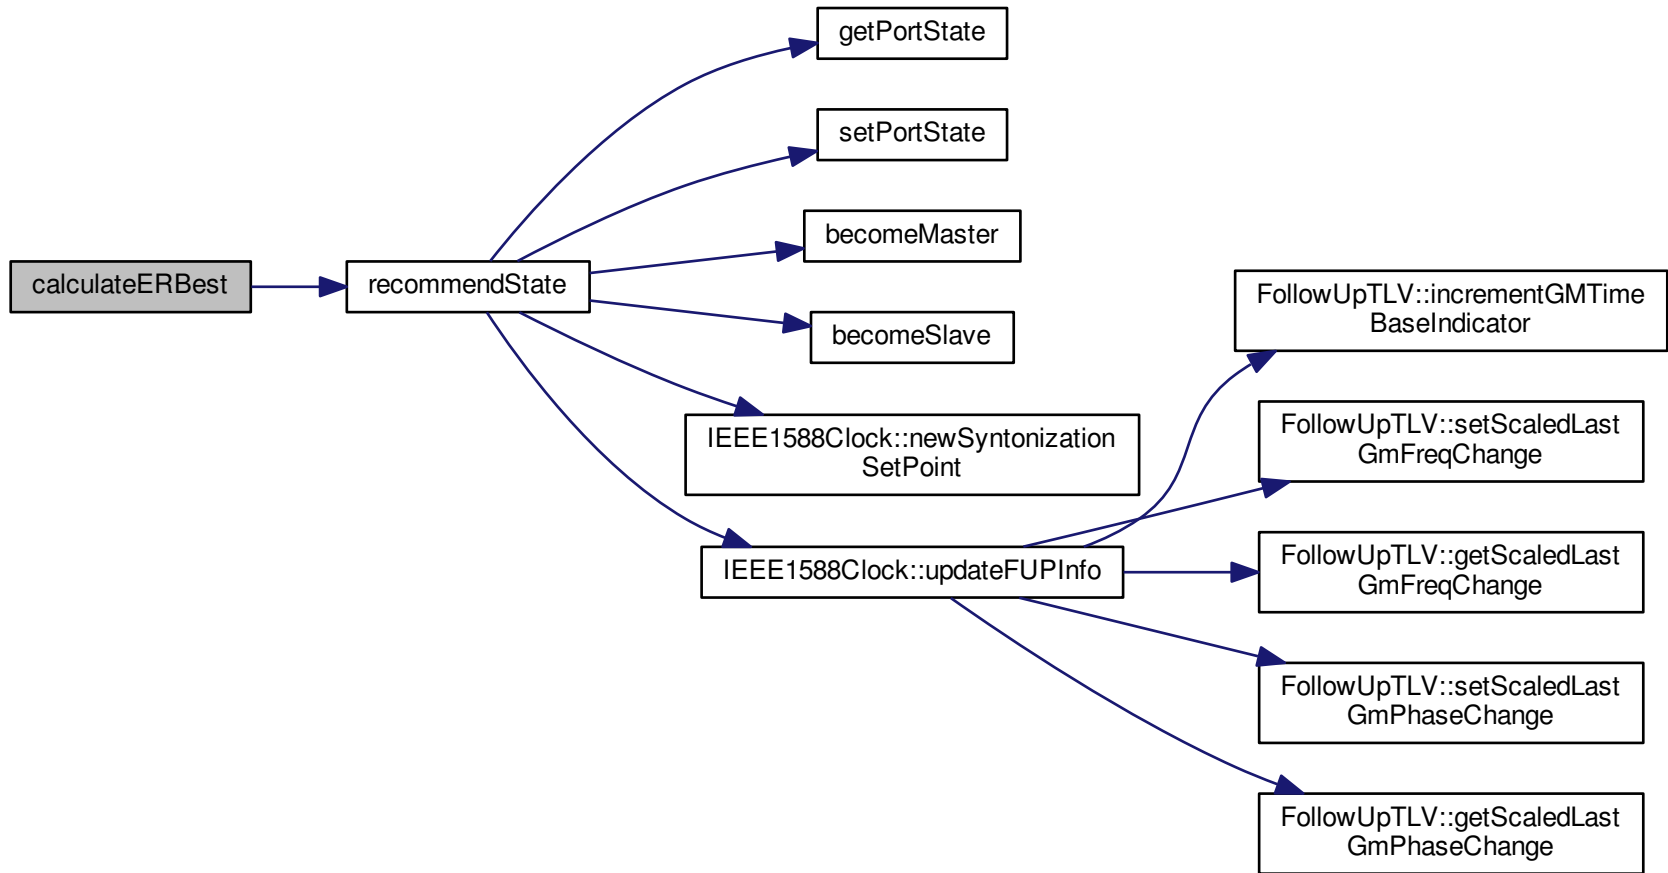 getPortState
setPortState
becomeMaster
calculateERBest
recommendState
becomeSlave
FollowUpTLV::incrementGMTime
BaseIndicator
IEEE1588Clock::newSyntonization
SetPoint
FollowUpTLV::setScaledLast
GmFreqChange
IEEE1588Clock::updateFUPInfo
FollowUpTLV::getScaledLast
GmFreqChange
FollowUpTLV::setScaledLast
GmPhaseChange
FollowUpTLV::getScaledLast
GmPhaseChange